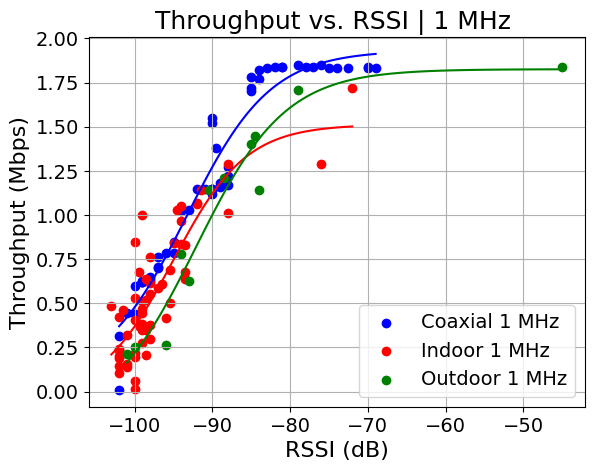 Throughput vs. RSSI | 1 MHz
Throughput (Mbps)
2.00
1.75
1.50
1.25
1.00
0.75
0.50
0.25
0.00
Coaxial 1 MHz
Indoor 1 MHz
Outdoor 1 MHz
−100 −90 −80 −70 −60 −50
RSSI (dB)